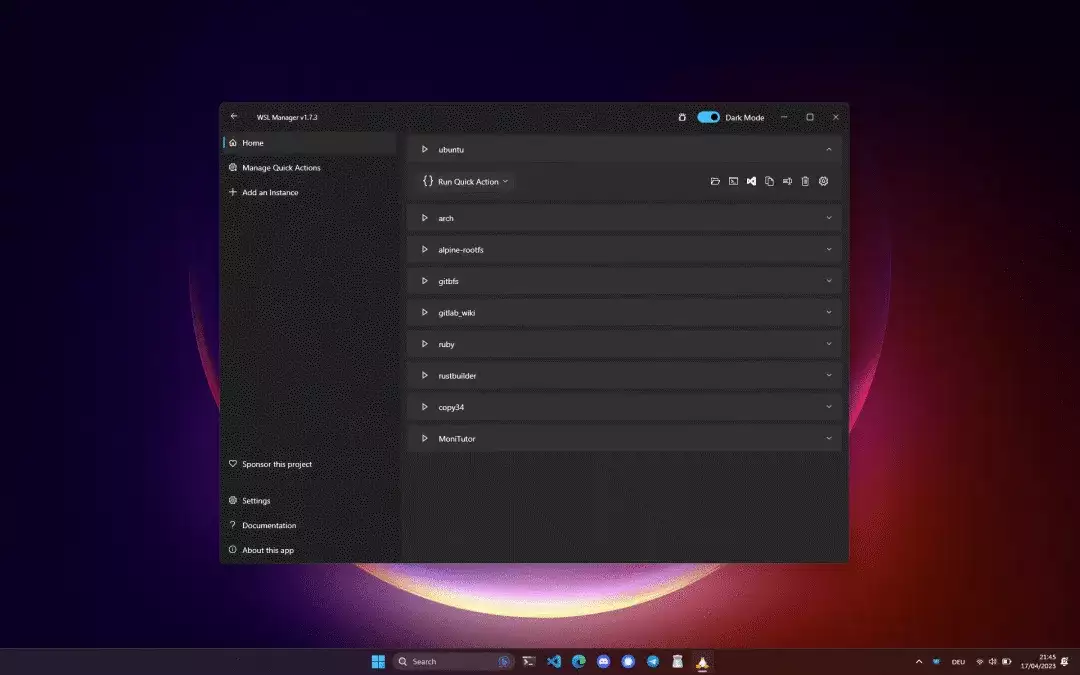 WSL Manager v1.7.3
Dark Mode
Home
Manage Quick Actions
Add an Instance
Sponsor this project
Settings
Documentation
About this app
ubuntu
Run Quick Action
arch
alpine-rootfs
gitbfs
gitlab_wiki
ruby
rustbuilder
copy34
MoniTutor
Search
DEU
21:45
17/04/2023